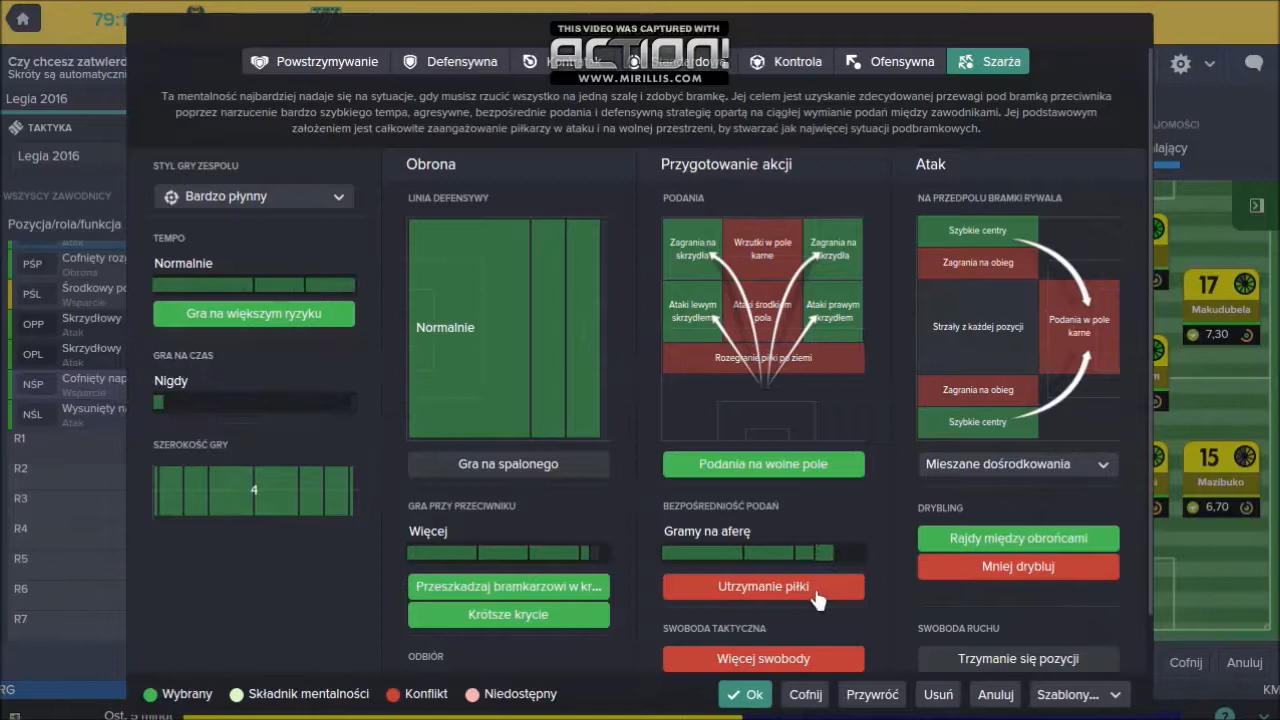 79:1
THIS VIDEO WAS CAPTURED WITH
ACTION!
WWW.MIRILLIS.COM
Czy chcesz zatwierd
Skróty są automatyczni
Powstrzymywanie
Defensywna
Kontratak
Standardowa
Kontrola
Ofensywna
Szarża
Ta mentalność najbardziej nadaje się na sytuacje, gdy musisz rzucić wszystko na jedną szalę i zdobyć bramkę. Jej celem jest uzyskanie zdecydowanej przewagi pod bramką przeciwnika
poprzez narzucenie bardzo szybkiego tempa, agresywne, bezpośrednie podania i defensywną strategię opartą na ciągłej wymianie podań między zawodnikami. Jej podstawowym
założeniem jest całkowite zaangażowanie piłkarzy w ataku i na wolnej przestrzeni, by stwarzać jak najwięcej sytuacji podbramkowych.
Legia 2016
TAKTYKA
Legia 2016
WSZYSCY ZAWODNICY
Pozycja/rola/funkcja
Atak
PŚP
Cofnięty roz
Obrona
PŚL
Środkowy po
Wsparcie
OPP
Skrzydłowy
Atak
OPL
Skrzydłowy
Atak
NŚP
Cofnięty nap
Wsparcie
NŚL
Wysunięty n
Atak
R1
R2
R3
R4
R5
R6
R7
RG
Ost. 5 minut
STYL GRY ZESPOŁU
Bardzo płynny
TEMPO
Normalnie
Gra na większym ryzyku
GRA NA CZAS
Nigdy
SZEROKOŚĆ GRY
4
Obrona
LINIA DEFENSYWY
Normalnie
Gra na spalonego
GRA PRZY PRZECIWNIKU
Więcej
Przeszkadzaj bramkarzowi w kr...
Krótsze krycie
ODBIÓR
Przygotowanie akcji
PODANIA
Zagrania na
skrzydła
Wrzutki w pole
karne
Zagrania na
skrzydła
Ataki lewym
skrzydłem
Ataki środkiem
pola
Ataki prawym
skrzydłem
Rozegranie piłki po ziemi
Podania na wolne pole
BEZPOŚREDNIOŚĆ PODAŃ
Gramy na aferę
Utrzymanie piłki
SWOBODA TAKTYCZNA
Więcej swobody
Atak
NA PRZEDPOLU BRAMKI RYWALA
Szybkie centry
Zagrania na obieg
Strzały z każdej pozycji
Podania w pole
karne
Zagrania na obieg
Szybkie centry
Mieszane dośrodkowania
DRYBLING
Rajdy między obrońcami
Mniej drybluj
SWOBODA RUCHU
Trzymanie się pozycji
Wybrany
Składnik mentalności
Konflikt
Niedostępny
Ok
Cofnij
Przywróć
Usuń
Anuluj
Szablony...
17
Makudubela
7,30
15
Mazibuko
6,70
Cofnij
Anuluj